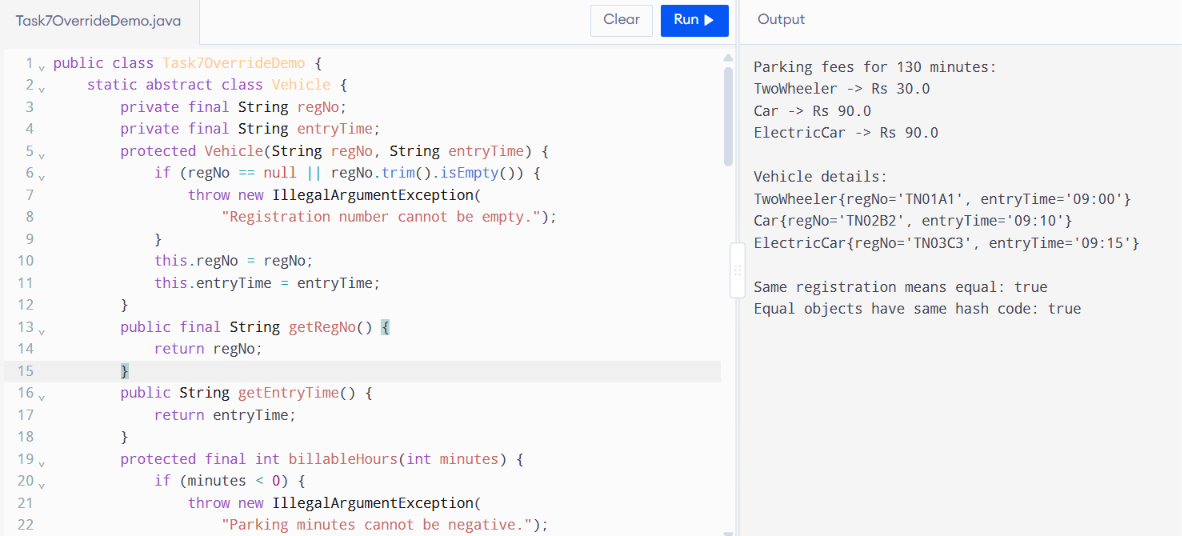 Task7OverrideDemo.java
Clear
Run
Output
1 public class Task7OverrideDemo {
2     static abstract class Vehicle {
3         private final String regNo;
4         private final String entryTime;
5         protected Vehicle(String regNo, String entryTime) {
6             if (regNo == null || regNo.trim().isEmpty()) {
7                 throw new IllegalArgumentException(
8                     "Registration number cannot be empty.");
9             }
10             this.regNo = regNo;
11             this.entryTime = entryTime;
12         }
13         public final String getRegNo() {
14             return regNo;
15         }
16         public String getEntryTime() {
17             return entryTime;
18         }
19         protected final int billableHours(int minutes) {
20             if (minutes < 0) {
21                 throw new IllegalArgumentException(
22                     "Parking minutes cannot be negative.");
Parking fees for 130 minutes:
TwoWheeler -> Rs 30.0
Car -> Rs 90.0
ElectricCar -> Rs 90.0
Vehicle details:
TwoWheeler{regNo='TN01A1', entryTime='09:00'}
Car{regNo='TN02B2', entryTime='09:10'}
ElectricCar{regNo='TN03C3', entryTime='09:15'}
Same registration means equal: true
Equal objects have same hash code: true